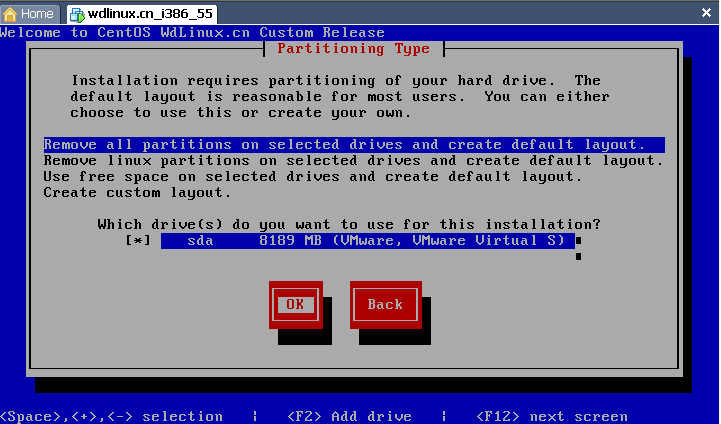 Home
wdlinux.cn_i386_55
Welcome to CentOS WdLinux.cn Custom Release
Partitioning Type
Installation requires partitioning of your hard drive. The
default layout is reasonable for most users. You can either
choose to use this or create your own.
Remove all partitions on selected drives and create default layout.
Remove linux partitions on selected drives and create default layout.
Use free space on selected drives and create default layout.
Create custom layout.
Which drive(s) do you want to use for this installation?
[*] sda 8189 MB (VMware, VMware Virtual S)
OK Back
<Space>,<+>,<-> selection | <F2> Add drive | <F12> next screen